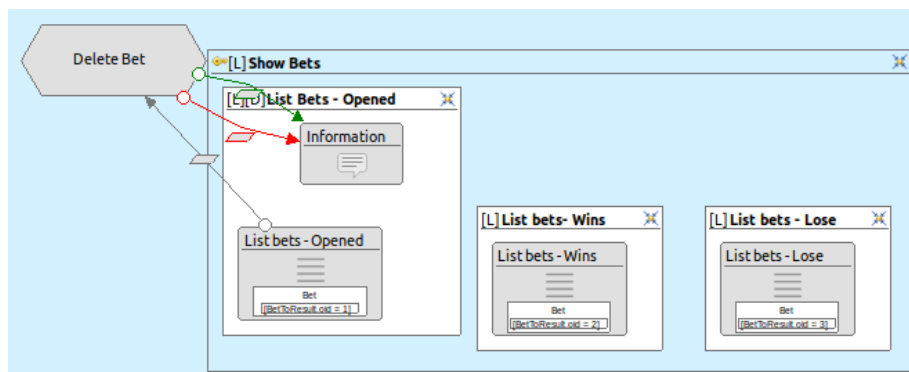 Delete Bet
[L] Show Bets
[L][D]List Bets - Opened
Information
List bets - Opened
Bet
[BetToResult.oid = 1]
[L] List bets- Wins
List bets - Wins
Bet
[BetToResult.oid = 2]
[L] List bets - Lose
List bets - Lose
Bet
[BetToResult.oid = 3]